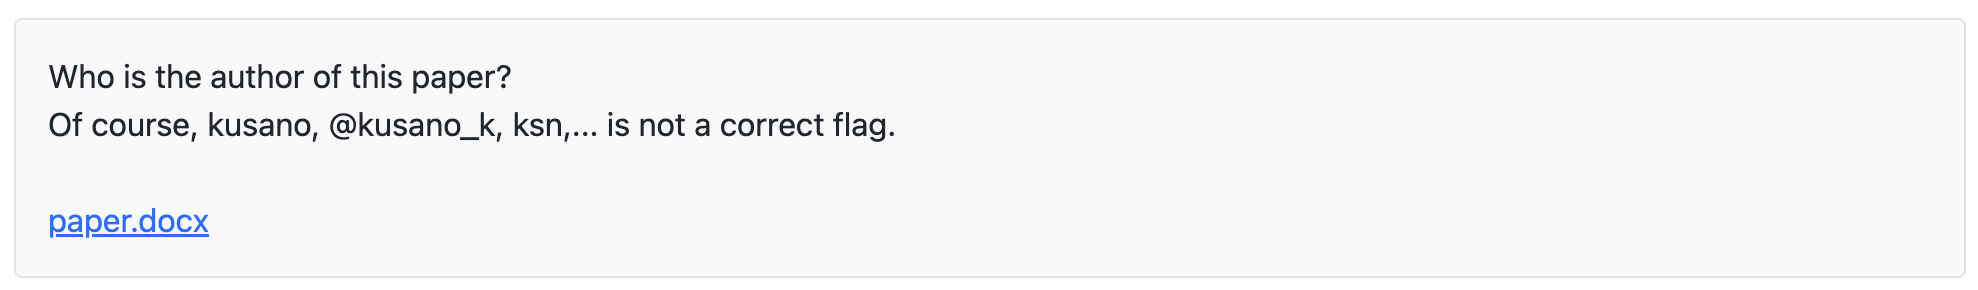 Who is the author of this paper?
Of course, kusano, @kusano_k, ksn,... is not a correct flag.
paper.docx